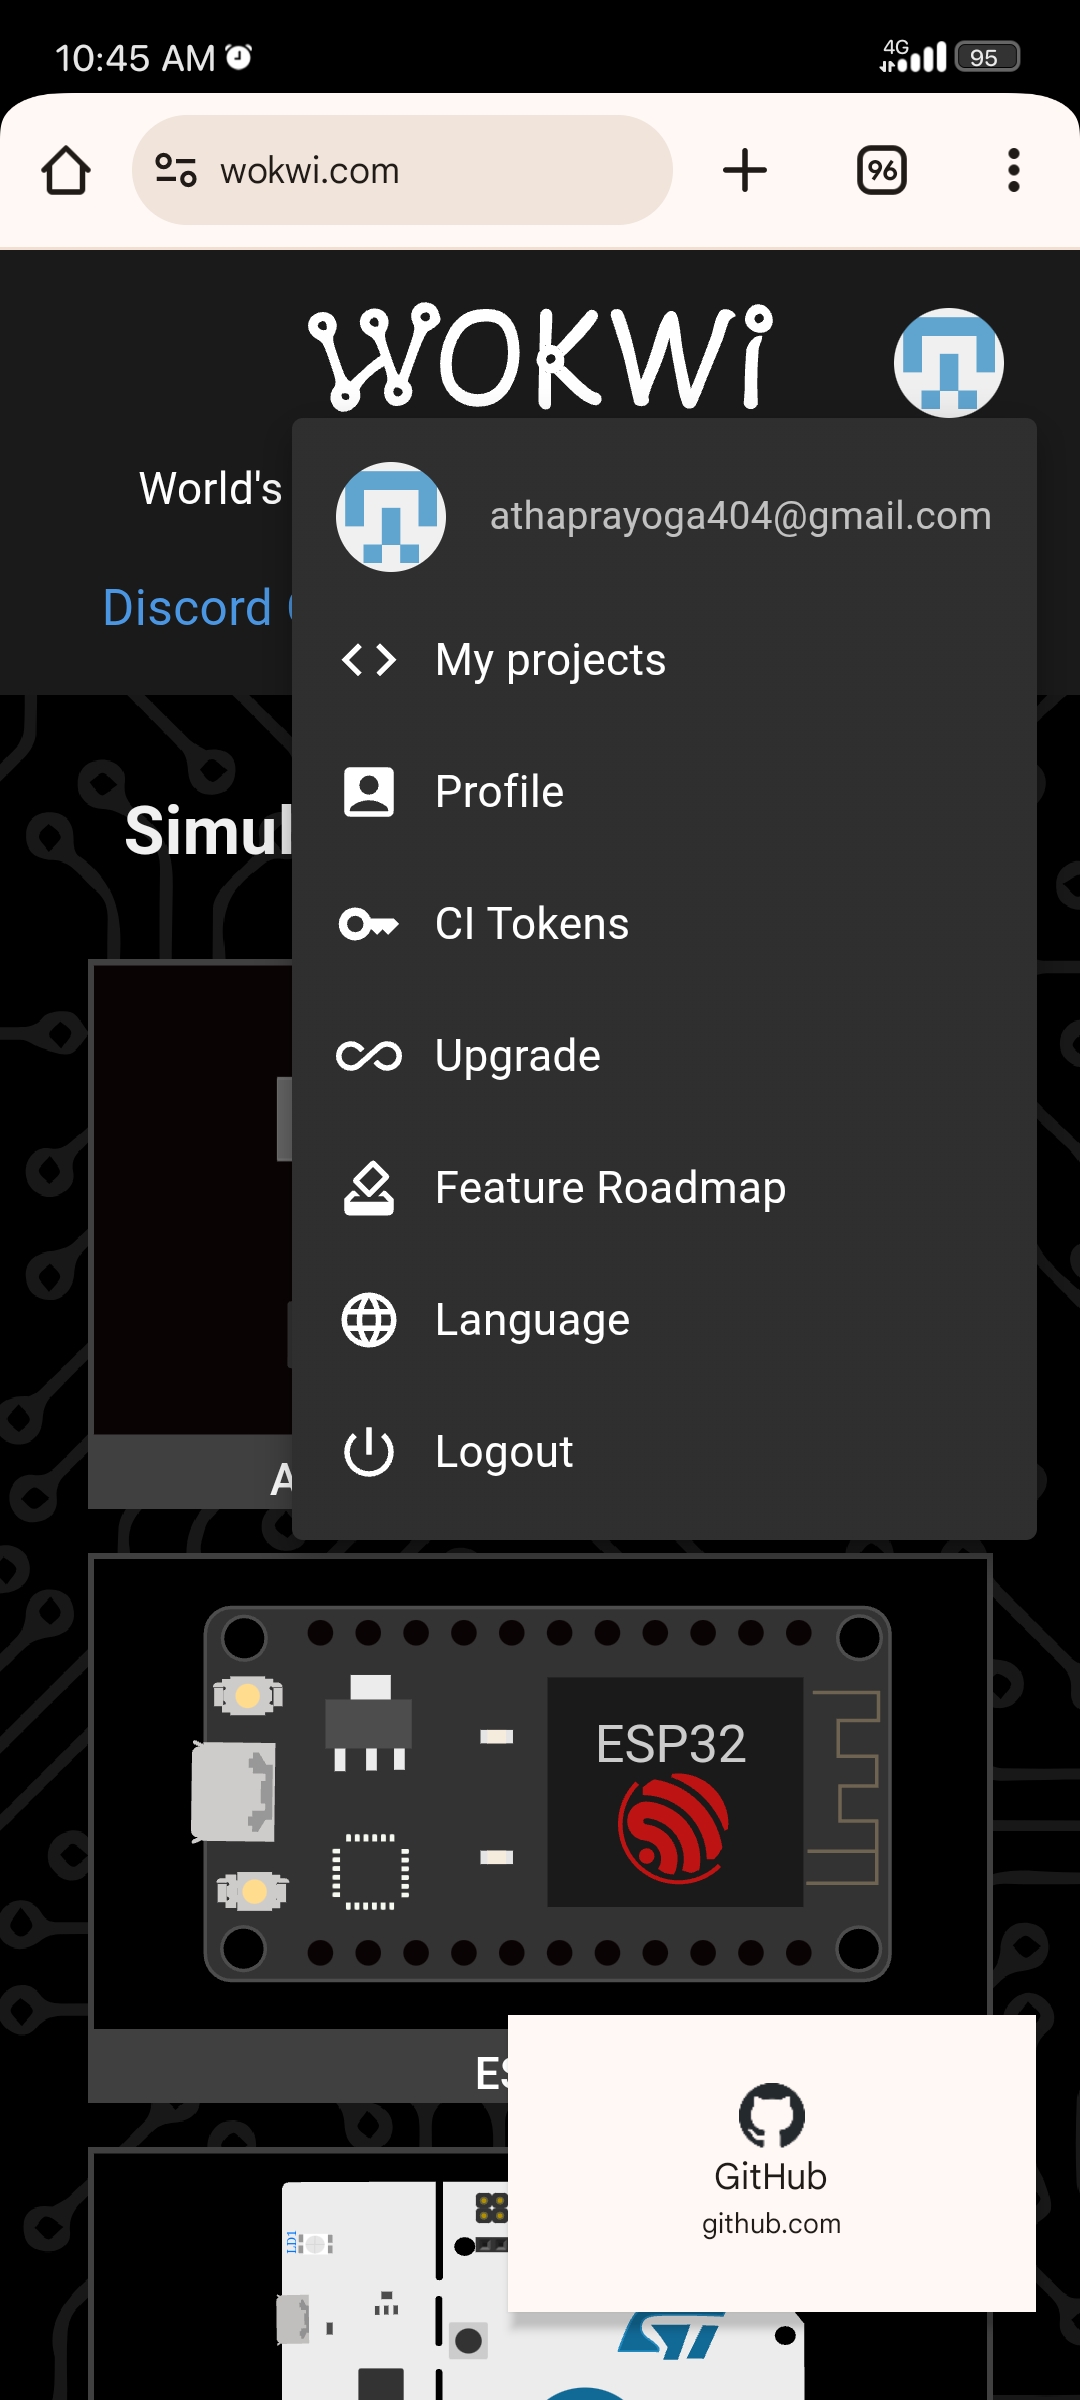 10:45 AM
4G
95
wokwi.com
96
WOKWi
World's
athaprayoga404@gmail.com
Discord
My projects
Profile
Simul
CI Tokens
Upgrade
Feature Roadmap
Language
Logout
A
ESP32
ES
GitHub
github.com
LD1
ST